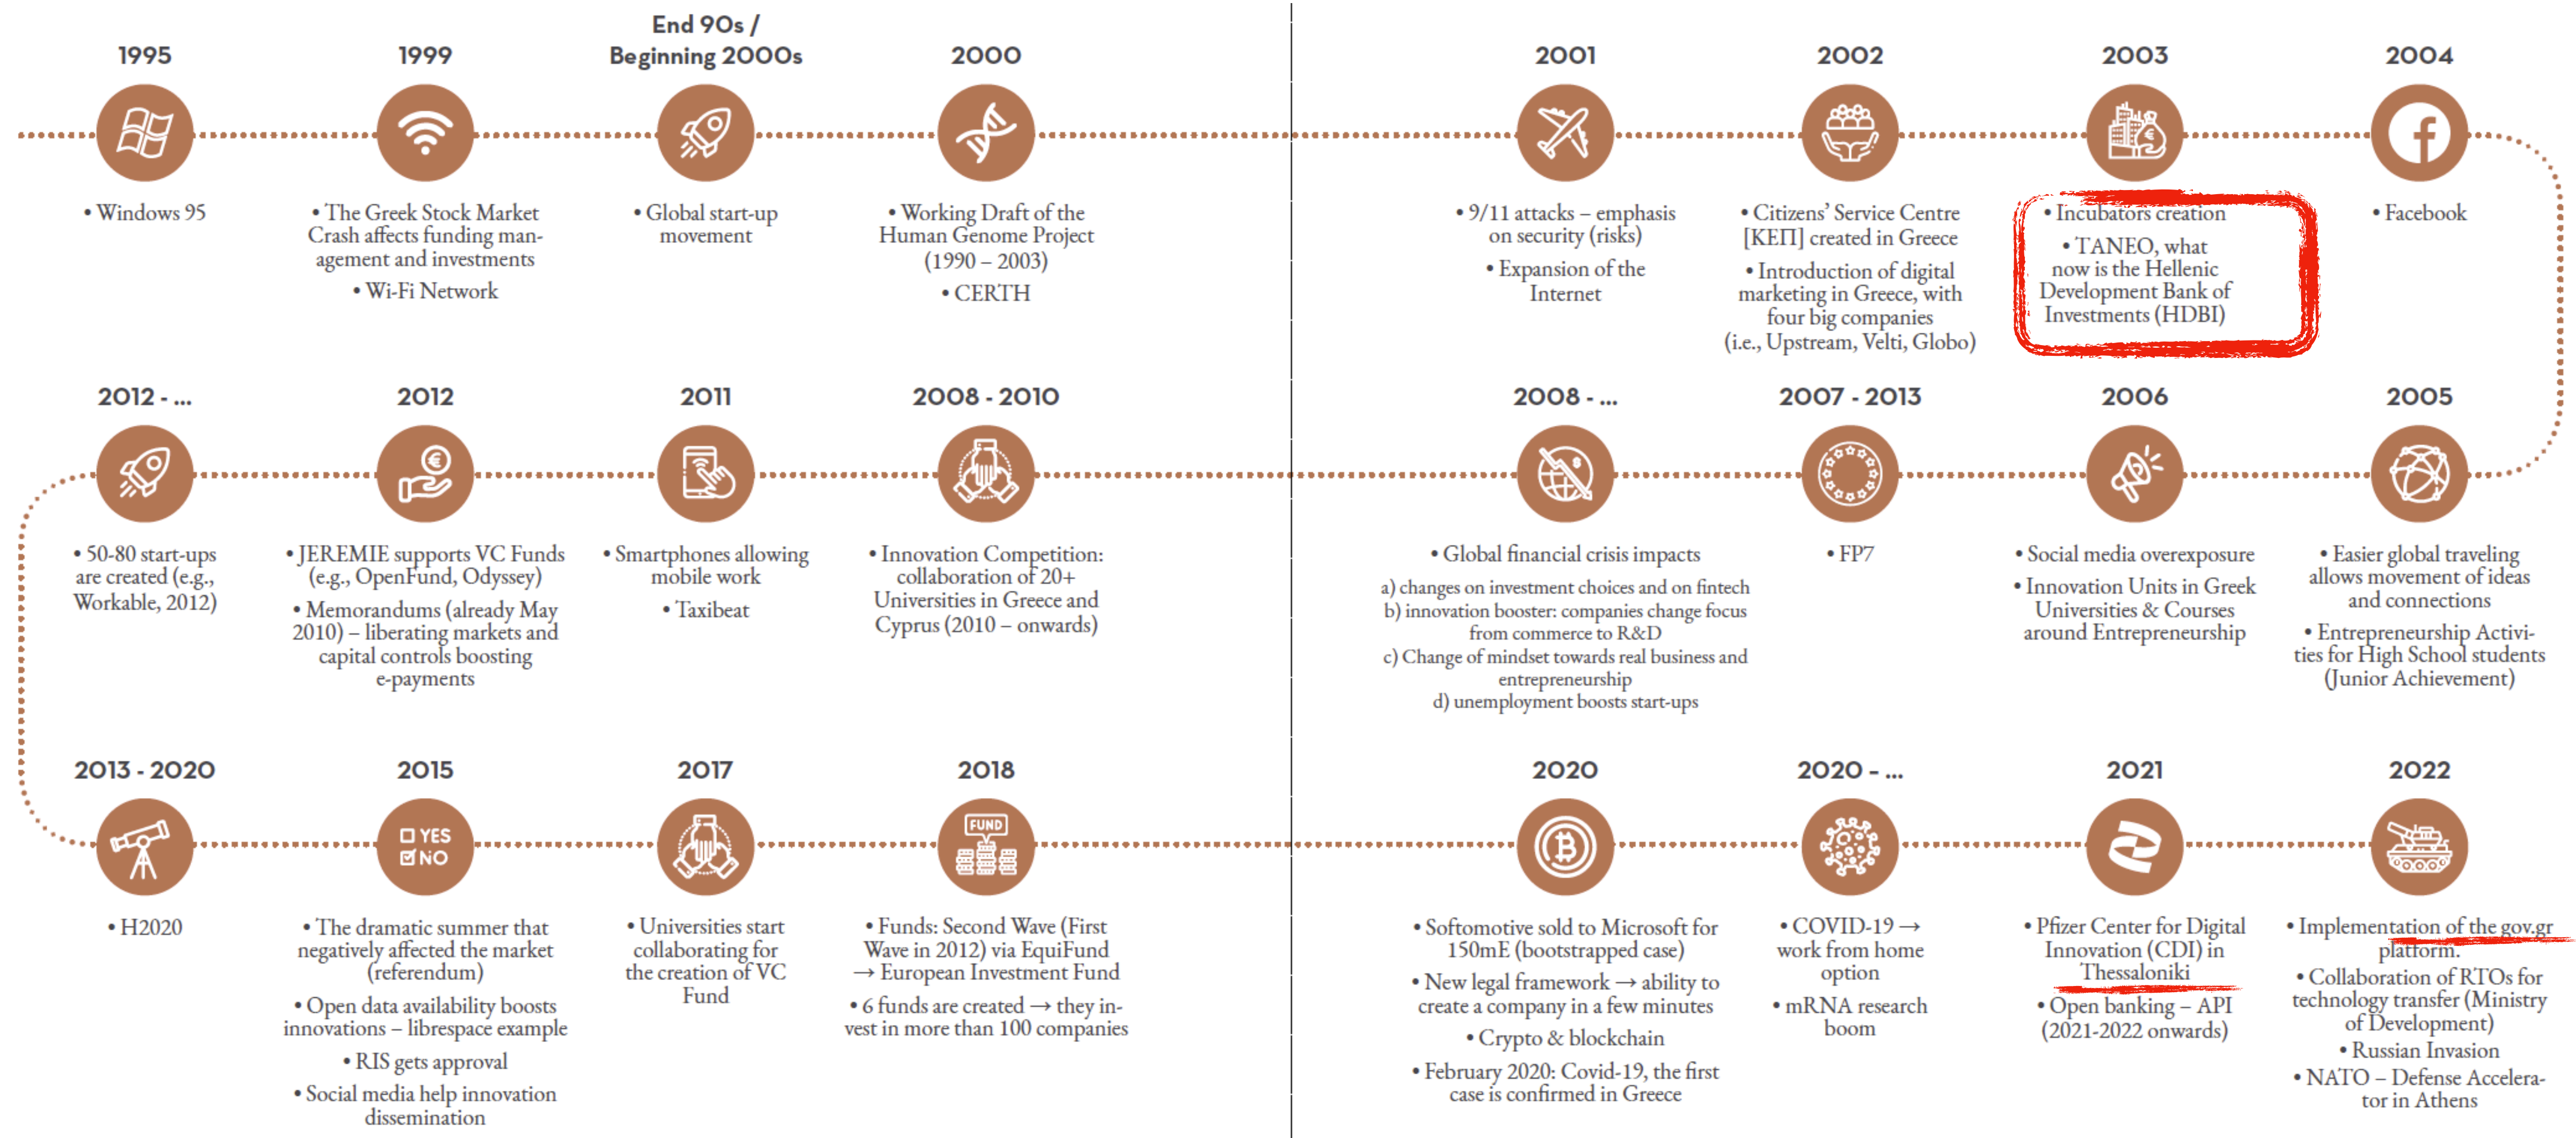 1995
• Windows 95
1999
• The Greek Stock Market
Crash affects funding man-
agement and investments
• Wi-Fi Network
End 90s /
Beginning 2000s
• Global start-up
movement
2000
• Working Draft of the
Human Genome Project
(1990 – 2003)
• CERTH
2001
• 9/11 attacks – emphasis
on security (risks)
• Expansion of the
Internet
2002
• Citizens’ Service Centre
[ΚΕΠ] created in Greece
• Introduction of digital
marketing in Greece, with
four big companies
(i.e., Upstream, Velti, Globo)
2003
€
• Incubators creation
• TANEO, what
now is the Hellenic
Development Bank of
Investments (HDBI)
2004
f
• Facebook
2005
• Easier global traveling
allows movement of ideas
and connections
• Entrepreneurship Activi-
ties for High School students
(Junior Achievement)
2006
• Social media overexposure
• Innovation Units in Greek
Universities & Courses
around Entrepreneurship
2007 - 2013
• FP7
2008 - ...
$
• Global financial crisis impacts
a) changes on investment choices and on fintech
b) innovation booster: companies change focus
from commerce to R&D
c) Change of mindset towards real business and
entrepreneurship
d) unemployment boosts start-ups
2008 - 2010
• Innovation Competition:
collaboration of 20+
Universities in Greece and
Cyprus (2010 – onwards)
2011
• Smartphones allowing
mobile work
• Taxibeat
2012
€
• JEREMIE supports VC Funds
(e.g., OpenFund, Odyssey)
• Memorandums (already May
2010) – liberating markets and
capital controls boosting
e-payments
2012 - ...
• 50-80 start-ups
are created (e.g.,
Workable, 2012)
2013 - 2020
• H2020
2015
YES
NO
• The dramatic summer that
negatively affected the market
(referendum)
• Open data availability boosts
innovations – librespace example
• RIS gets approval
• Social media help innovation
dissemination
2017
• Universities start
collaborating for
the creation of VC
Fund
2018
FUND
• Funds: Second Wave (First
Wave in 2012) via EquiFund
→ European Investment Fund
• 6 funds are created → they in-
vest in more than 100 companies
2020
₿
• Softomotive sold to Microsoft for
150mE (bootstrapped case)
• New legal framework → ability to
create a company in a few minutes
• Crypto & blockchain
• February 2020: Covid-19, the first
case is confirmed in Greece
2020 - ...
• COVID-19 →
work from home
option
• mRNA research
boom
2021
• Pfizer Center for Digital
Innovation (CDI) in
Thessaloniki
• Open banking – API
(2021-2022 onwards)
2022
• Implementation of the gov.gr
platform.
• Collaboration of RTOs for
technology transfer (Ministry
of Development)
• Russian Invasion
• NATO – Defense Accelera-
tor in Athens